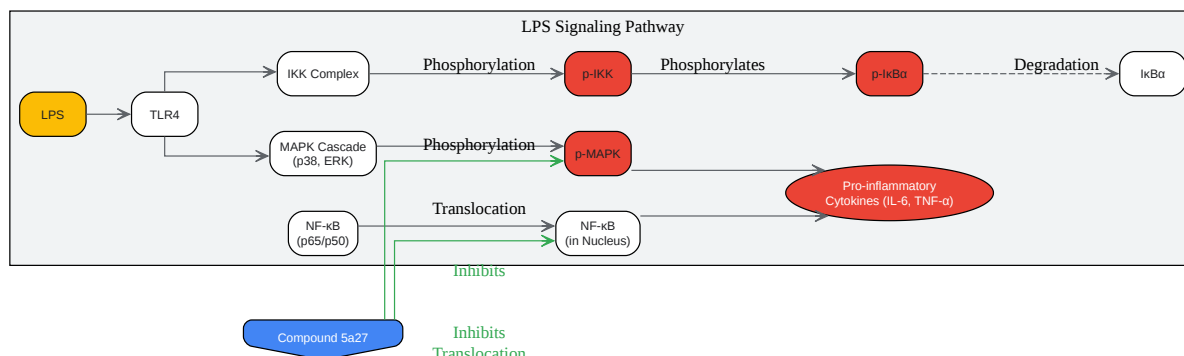 LPS Signaling Pathway
IKK Complex
Phosphorylation
p-IKK
Phosphorylates
p-IκBα
Degradation
IκBα
LPS
TLR4
MAPK Cascade
(p38, ERK)
Phosphorylation
p-MAPK
Pro-inflammatory
Cytokines (IL-6, TNF-α)
NF-κB
(p65/p50)
Translocation
NF-κB
(in Nucleus)
Inhibits
Compound 5a27
Inhibits
Translocation